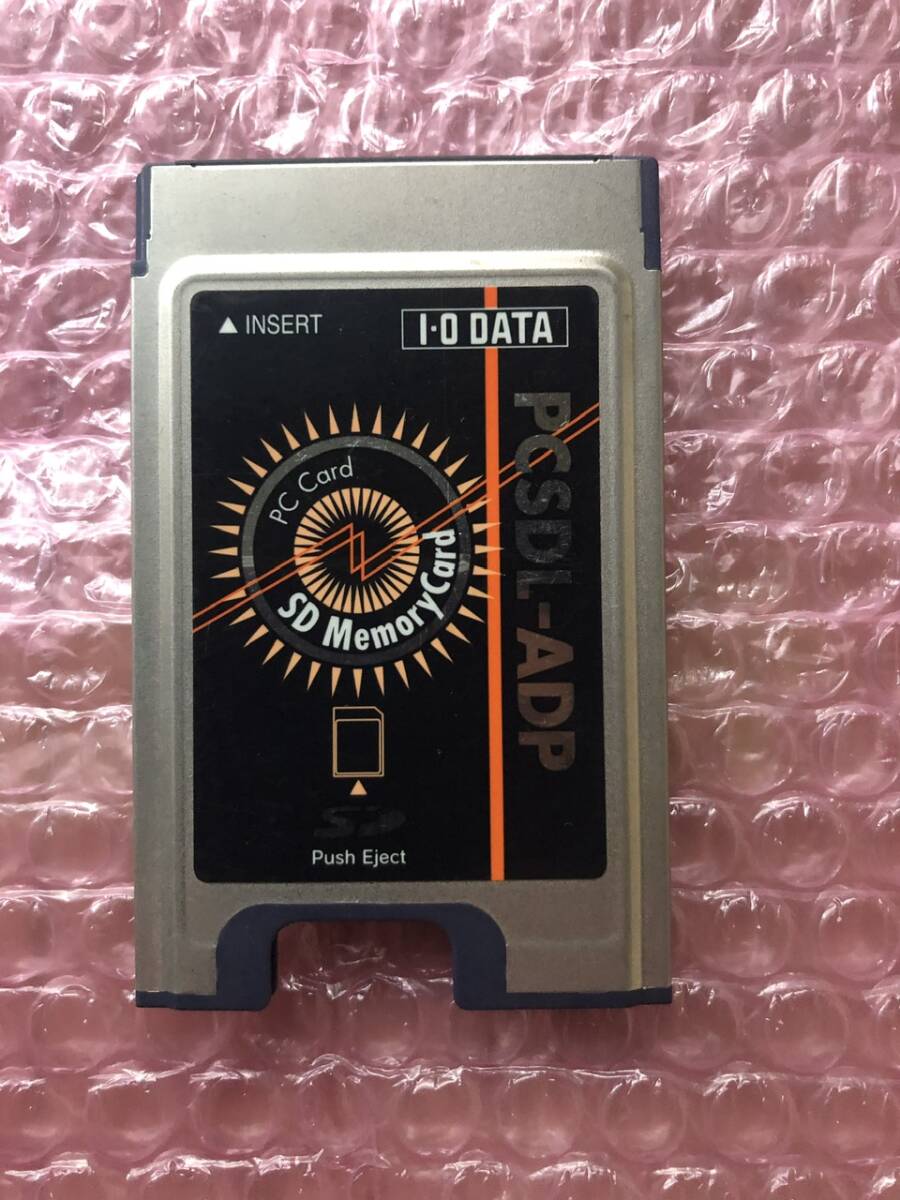 ▲ INSERT
I·O DATA
PCSDL-ADP
PC Card
SD MemoryCard
SD
Push Eject